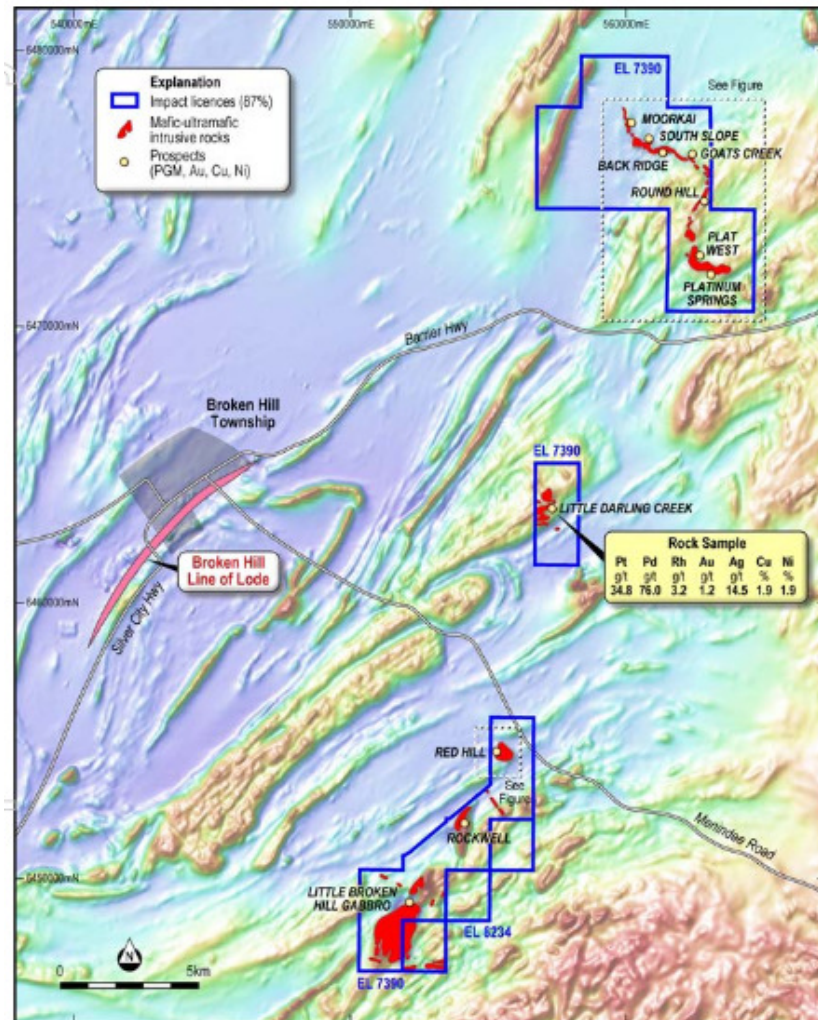 540000mE
550000mE
560000mE
6480000mN
EL 7390
See Figure
Explanation
Impact licences (87%)
Mafic-ultramafic
intrusive rocks
Prospects
(PGM, Au, Cu, Ni)
MOORKAI
SOUTH SLOPE
BACK RIDGE
GOATS CREEK
ROUND HILL
PLAT
WEST
PLATINUM
SPRINGS
6470000mN
Barrier Hwy
Broken Hill
Township
EL 7390
LITTLE DARLING CREEK
Rock Sample
Pt Pd Rh Au Ag Cu Ni
g/t g/t g/t g/t g/t % %
34.8 76.0 3.2 1.2 14.5 1.9 1.9
Broken Hill
Line of Lode
6460000mN
Silver City Hwy
RED HILL
See
Figure
ROCKWELL
Menindee Road
6450000mN
LITTLE BROKEN
HILL GABBRO
EL 8234
N
0 5km
EL 7390